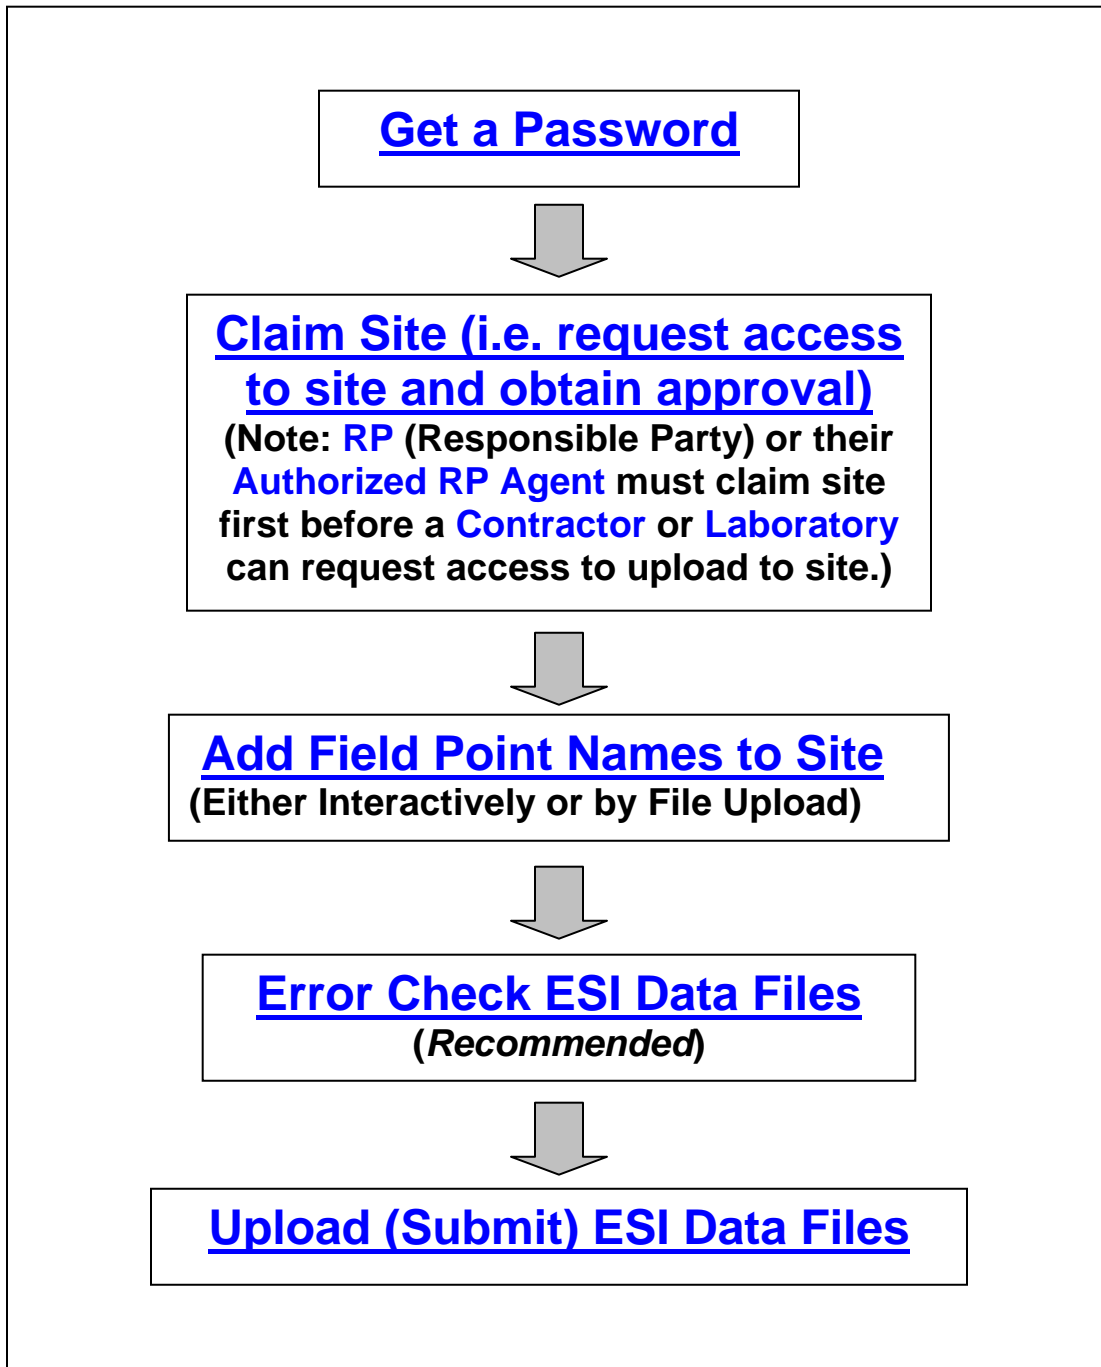 Get a Password
Claim Site (i.e. request access
to site and obtain approval)
(Note: RP (Responsible Party) or their
Authorized RP Agent must claim site
first before a Contractor or Laboratory
can request access to upload to site.)
Add Field Point Names to Site
(Either Interactively or by File Upload)
Error Check ESI Data Files
(Recommended)
Upload (Submit) ESI Data Files